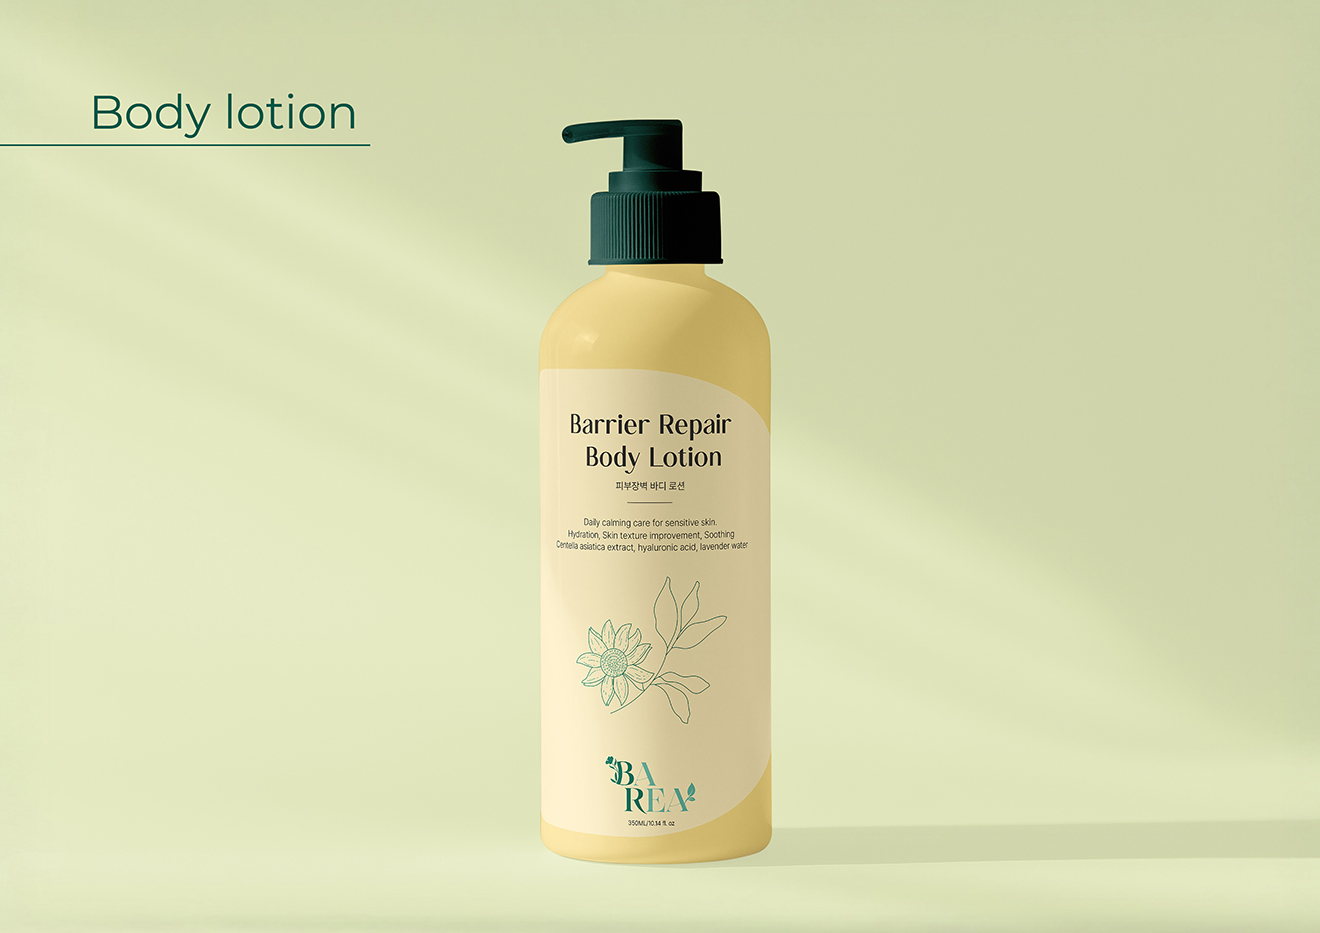 Body lotion
Barrier Repair
Body Lotion
피부장벽 바디 로션
Daily calming care for sensitive skin.
Hydration, Skin texture improvement, Soothing
Centella asiatica extract, hyaluronic acid, lavender water
BA
REA
350ML/10.14 fl. oz